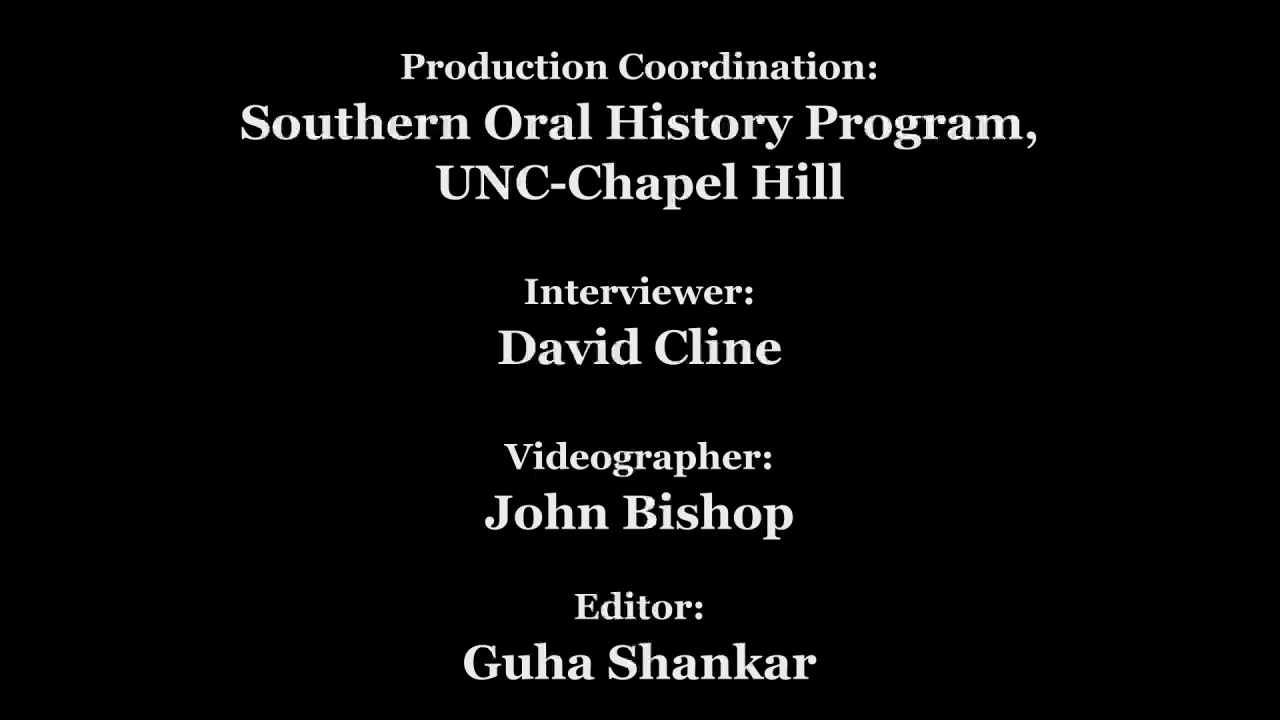 Production Coordination:
Southern Oral History Program,
UNC-Chapel Hill
Interviewer:
David Cline
Videographer:
John Bishop
Editor:
Guha Shankar